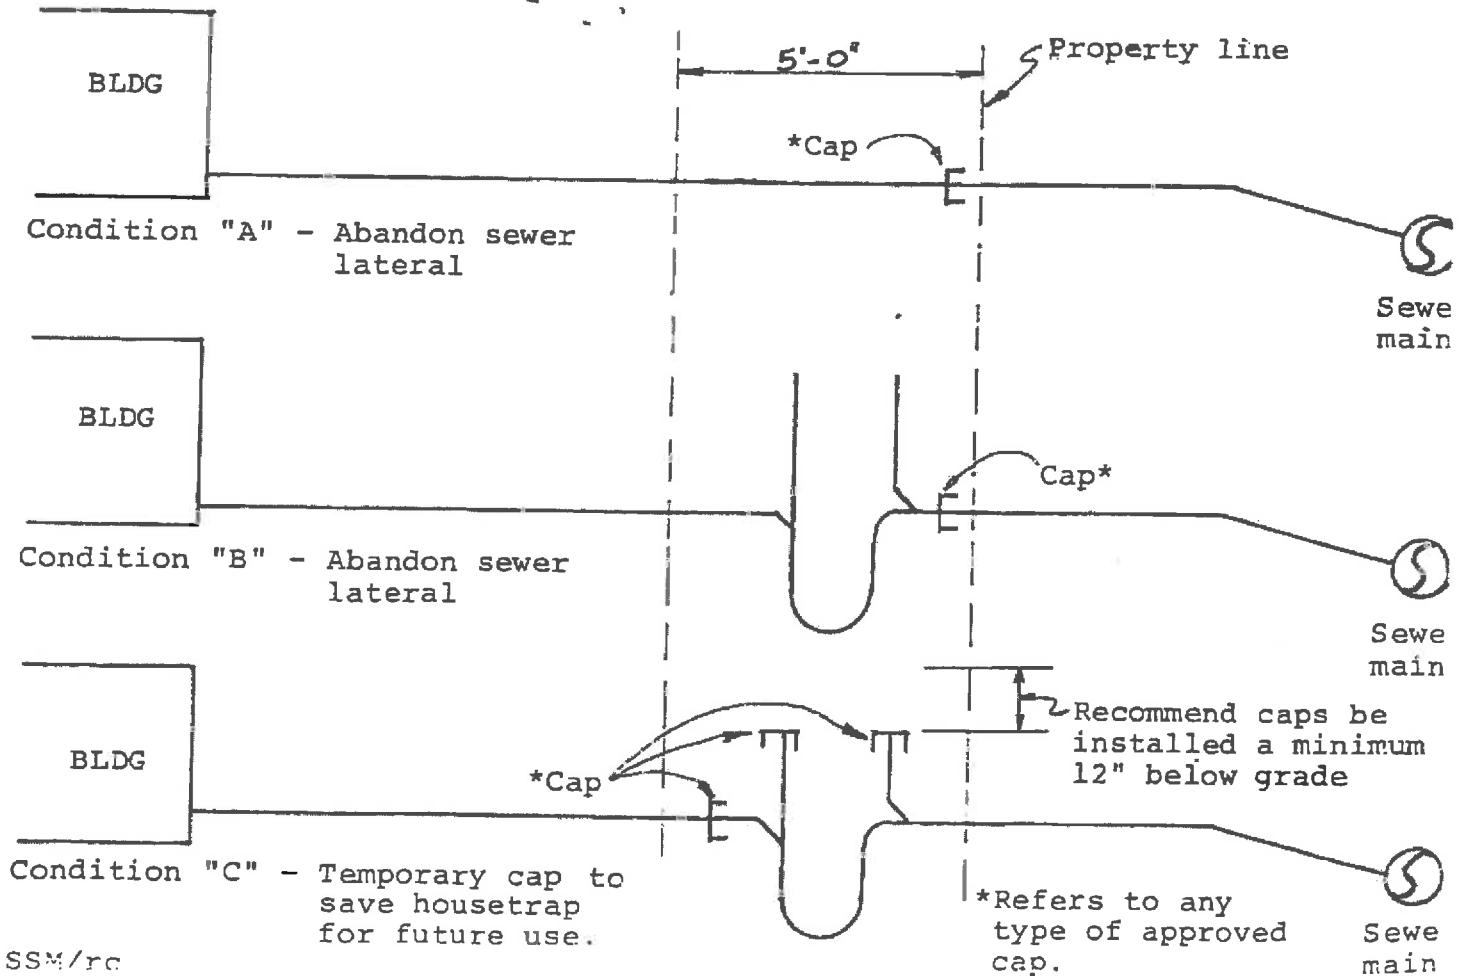 5'-0"
Property line
BLDG
*Cap
Condition "A" - Abandon sewer
lateral
Sewe
main
BLDG
Cap*
Condition "B" - Abandon sewer
lateral
Sewe
main
Recommend caps be
installed a minimum
12" below grade
BLDG
*Cap
Condition "C" - Temporary cap to
save housetrap
for future use.
*Refers to any
type of approved
cap.
Sewe
main
SSM/rc